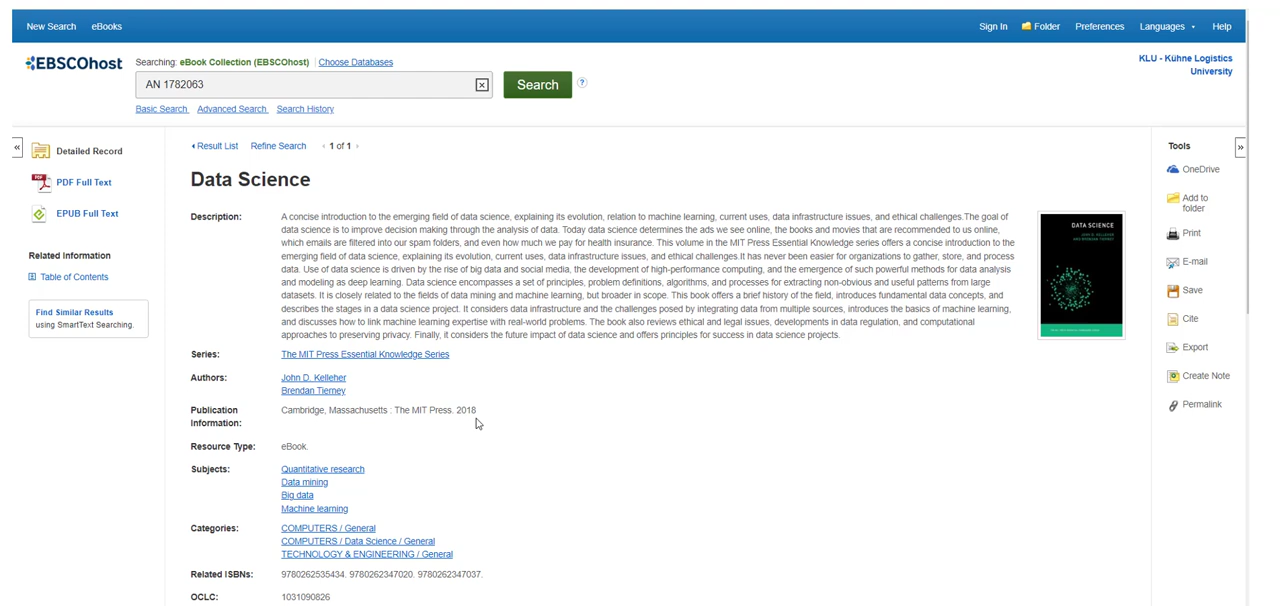 New Search eBooks Sign In Folder Preferences Languages Help
EBSCOhost
Searching: eBook Collection (EBSCOhost) Choose Databases
AN 1782063 Search ?
Basic Search Advanced Search Search History
KLU - Kühne Logistics
University
«
Detailed Record
PDF Full Text
EPUB Full Text
Related Information
Table of Contents
Find Similar Results
using SmartText Searching.
Result List Refine Search 1 of 1
Data Science
Description: A concise introduction to the emerging field of data science, explaining its evolution, relation to machine learning, current uses, data infrastructure issues, and ethical challenges.The goal of
data science is to improve decision making through the analysis of data. Today data science determines the ads we see online, the books and movies that are recommended to us online,
which emails are filtered into our spam folders, and even how much we pay for health insurance. This volume in the MIT Press Essential Knowledge series offers a concise introduction to the
emerging field of data science, explaining its evolution, current uses, data infrastructure issues, and ethical challenges.It has never been easier for organizations to gather, store, and process
data. Use of data science is driven by the rise of big data and social media, the development of high-performance computing, and the emergence of such powerful methods for data analysis
and modeling as deep learning. Data science encompasses a set of principles, problem definitions, algorithms, and processes for extracting non-obvious and useful patterns from large
datasets. It is closely related to the fields of data mining and machine learning, but broader in scope. This book offers a brief history of the field, introduces fundamental data concepts, and
describes the stages in a data science project. It considers data infrastructure and the challenges posed by integrating data from multiple sources, introduces the basics of machine learning,
and discusses how to link machine learning expertise with real-world problems. The book also reviews ethical and legal issues, developments in data regulation, and computational
approaches to preserving privacy. Finally, it considers the future impact of data science and offers principles for success in data science projects.
Series: The MIT Press Essential Knowledge Series
Authors: John D. Kelleher
Brendan Tierney
Publication Cambridge, Massachusetts : The MIT Press. 2018
Information:
Resource Type: eBook.
Subjects: Quantitative research
Data mining
Big data
Machine learning
Categories: COMPUTERS / General
COMPUTERS / Data Science / General
TECHNOLOGY & ENGINEERING / General
Related ISBNs: 9780262535434. 9780262347020. 9780262347037.
OCLC: 1031090826
DATA SCIENCE
JOHN D. KELLEHER
AND BRENDAN TIERNEY
Tools
»
OneDrive
Add to
folder
Print
E-mail
Save
Cite
Export
Create Note
Permalink